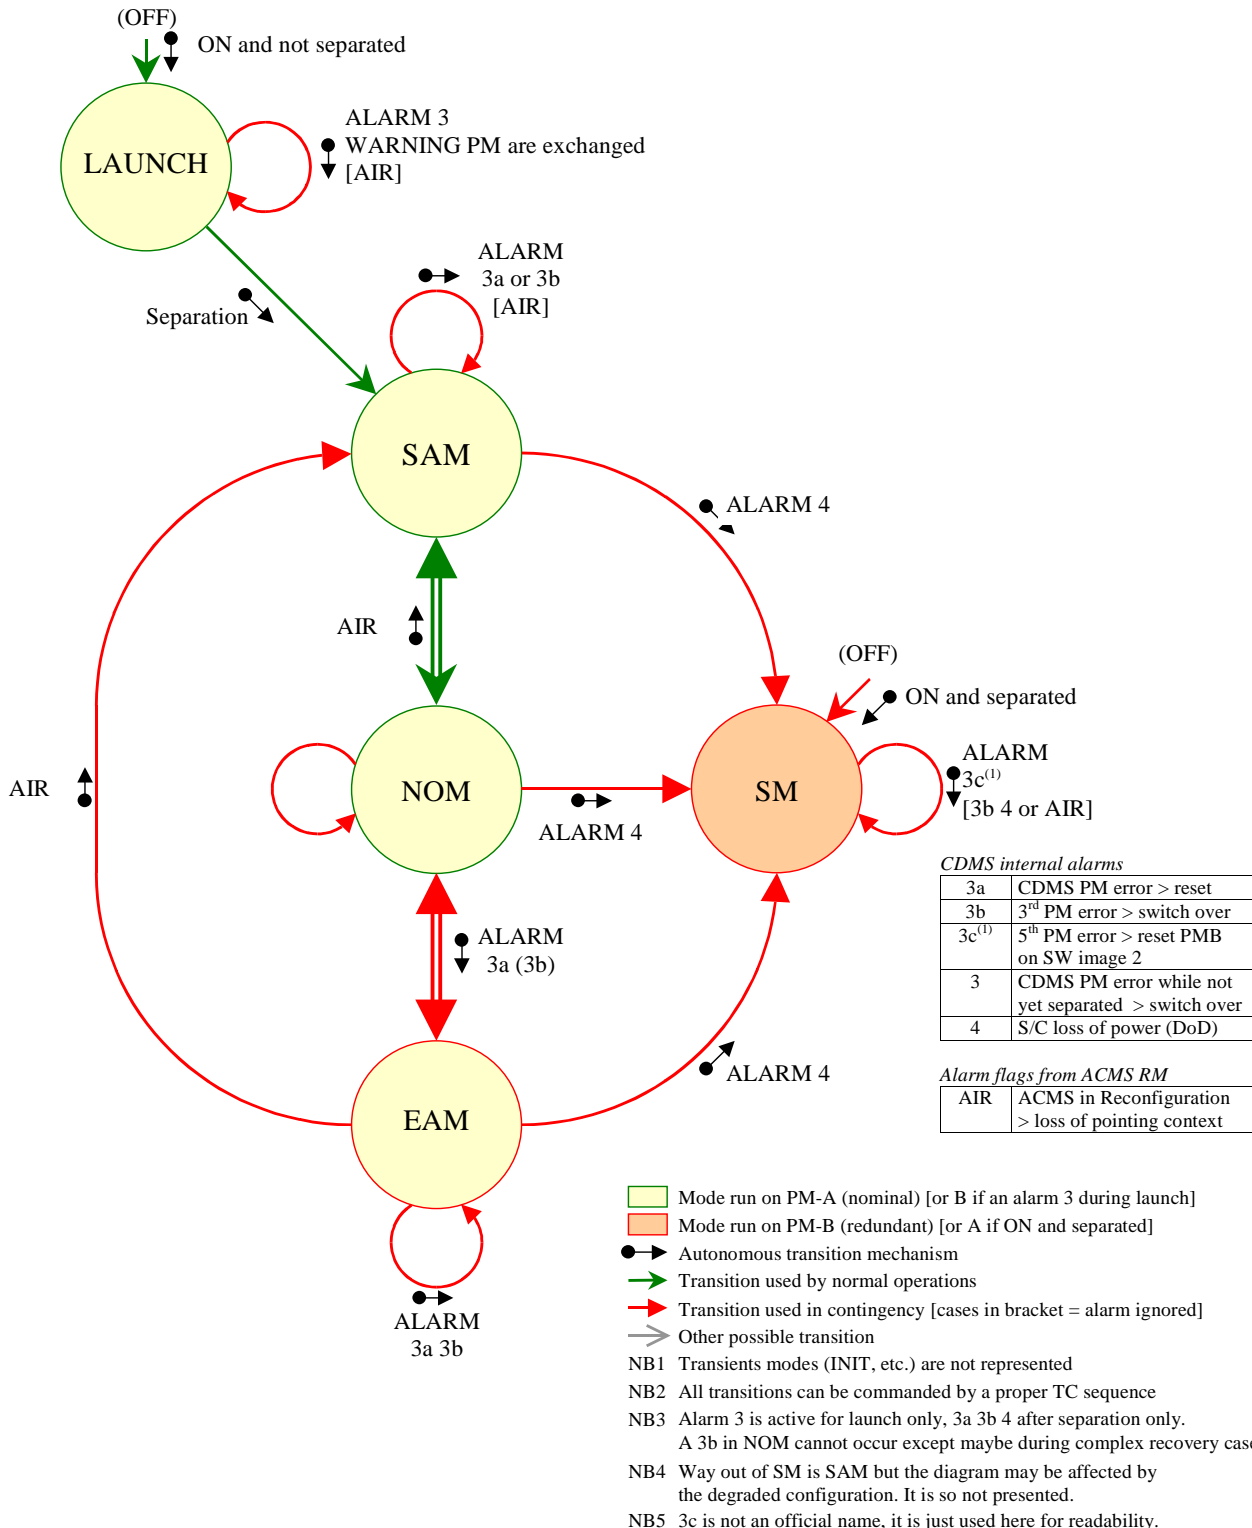 (OFF)
ON and not separated
LAUNCH
ALARM 3
WARNING PM are exchanged
[AIR]
Separation
ALARM
3a or 3b
[AIR]
SAM
ALARM 4
AIR
(OFF)
ON and separated
AIR
NOM
ALARM 4
SM
ALARM
3c(1)
[3b 4 or AIR]
ALARM
3a (3b)
EAM
ALARM 4
ALARM
3a 3b
CDMS internal alarms
3a CDMS PM error > reset
3b 3rd PM error > switch over
3c(1) 5th PM error > reset PMB
on SW image 2
3 CDMS PM error while not
yet separated > switch over
4 S/C loss of power (DoD)
Alarm flags from ACMS RM
AIR ACMS in Reconfiguration
> loss of pointing context
Mode run on PM-A (nominal) [or B if an alarm 3 during launch]
Mode run on PM-B (redundant) [or A if ON and separated]
Autonomous transition mechanism
Transition used by normal operations
Transition used in contingency [cases in bracket = alarm ignored]
Other possible transition
NB1 Transients modes (INIT, etc.) are not represented
NB2 All transitions can be commanded by a proper TC sequence
NB3 Alarm 3 is active for launch only, 3a 3b 4 after separation only.
A 3b in NOM cannot occur except maybe during complex recovery case
NB4 Way out of SM is SAM but the diagram may be affected by
the degraded configuration. It is so not presented.
NB5 3c is not an official name, it is just used here for readability.